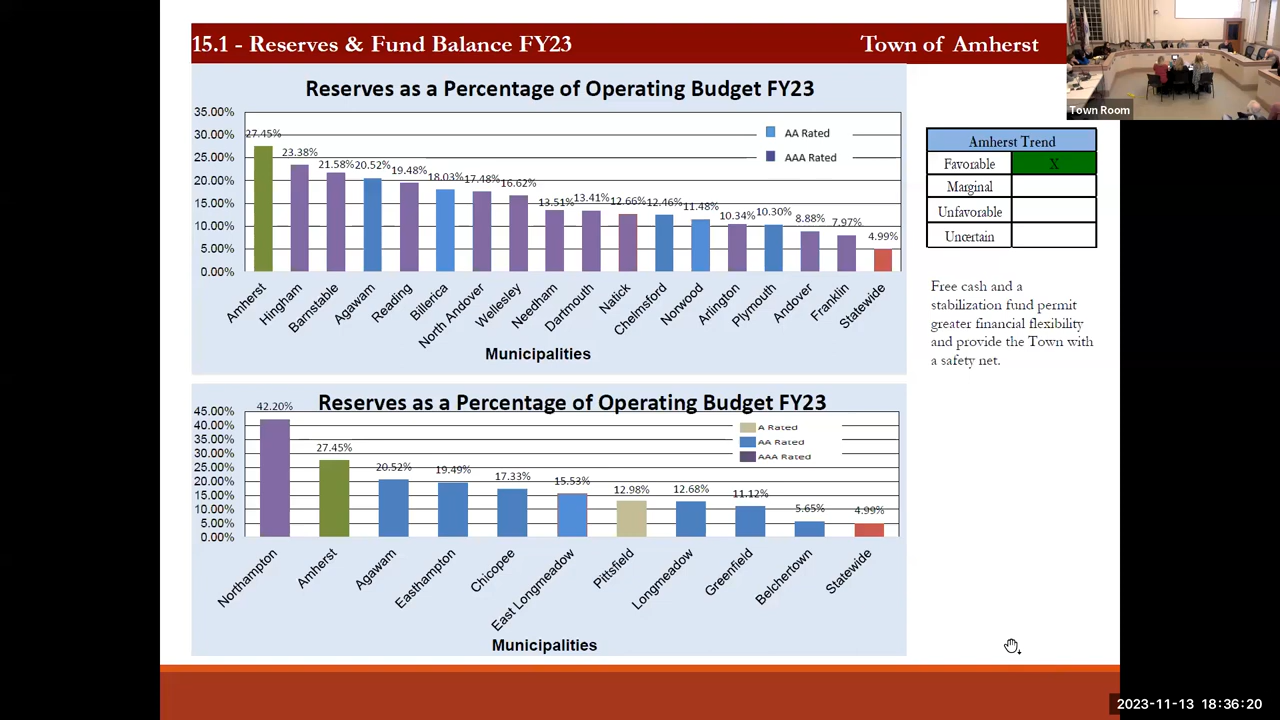 15.1 - Reserves & Fund Balance FY23
Town of Amherst
Town Room
Reserves as a Percentage of Operating Budget FY23
35.00%
30.00%
25.00%
20.00%
15.00%
10.00%
5.00%
0.00%
27.45%
23.38%
21.58%
20.52%
19.48%
18.03%
17.48%
16.62%
13.51%
13.41%
12.66%
12.46%
11.48%
10.34%
10.30%
8.88%
7.97%
4.99%
AA Rated
AAA Rated
Amherst
Hingham
Barnstable
Agawam
Reading
Billerica
North Andover
Wellesley
Needham
Dartmouth
Natick
Chelmsford
Norwood
Arlington
Plymouth
Andover
Franklin
Statewide
Municipalities
Amherst Trend
Favorable X
Marginal
Unfavorable
Uncertain
Free cash and a
stabilization fund permit
greater financial flexibility
and provide the Town with
a safety net.
Reserves as a Percentage of Operating Budget FY23
45.00%
40.00%
35.00%
30.00%
25.00%
20.00%
15.00%
10.00%
5.00%
0.00%
42.20%
27.45%
20.52%
19.49%
17.33%
15.53%
12.98%
12.68%
11.12%
5.65%
4.99%
A Rated
AA Rated
AAA Rated
Northampton
Amherst
Agawam
Easthampton
Chicopee
East Longmeadow
Pittsfield
Longmeadow
Greenfield
Belchertown
Statewide
Municipalities
2023-11-13 18:36:20